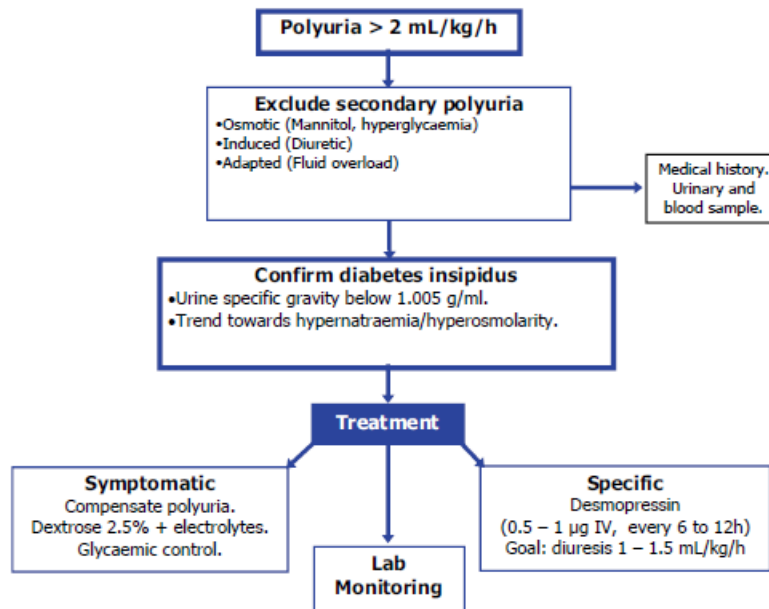 Polyuria > 2 mL/kg/h
Exclude secondary polyuria
•Osmotic (Mannitol, hyperglycaemia)
•Induced (Diuretic)
•Adapted (Fluid overload)
Medical history.
Urinary and
blood sample.
Confirm diabetes insipidus
•Urine specific gravity below 1.005 g/ml.
•Trend towards hypernatraemia/hyperosmolarity.
Treatment
Symptomatic
Compensate polyuria.
Dextrose 2.5% + electrolytes.
Glycaemic control.
Lab
Monitoring
Specific
Desmopressin
(0.5 – 1 µg IV, every 6 to 12h)
Goal: diuresis 1 – 1.5 mL/kg/h